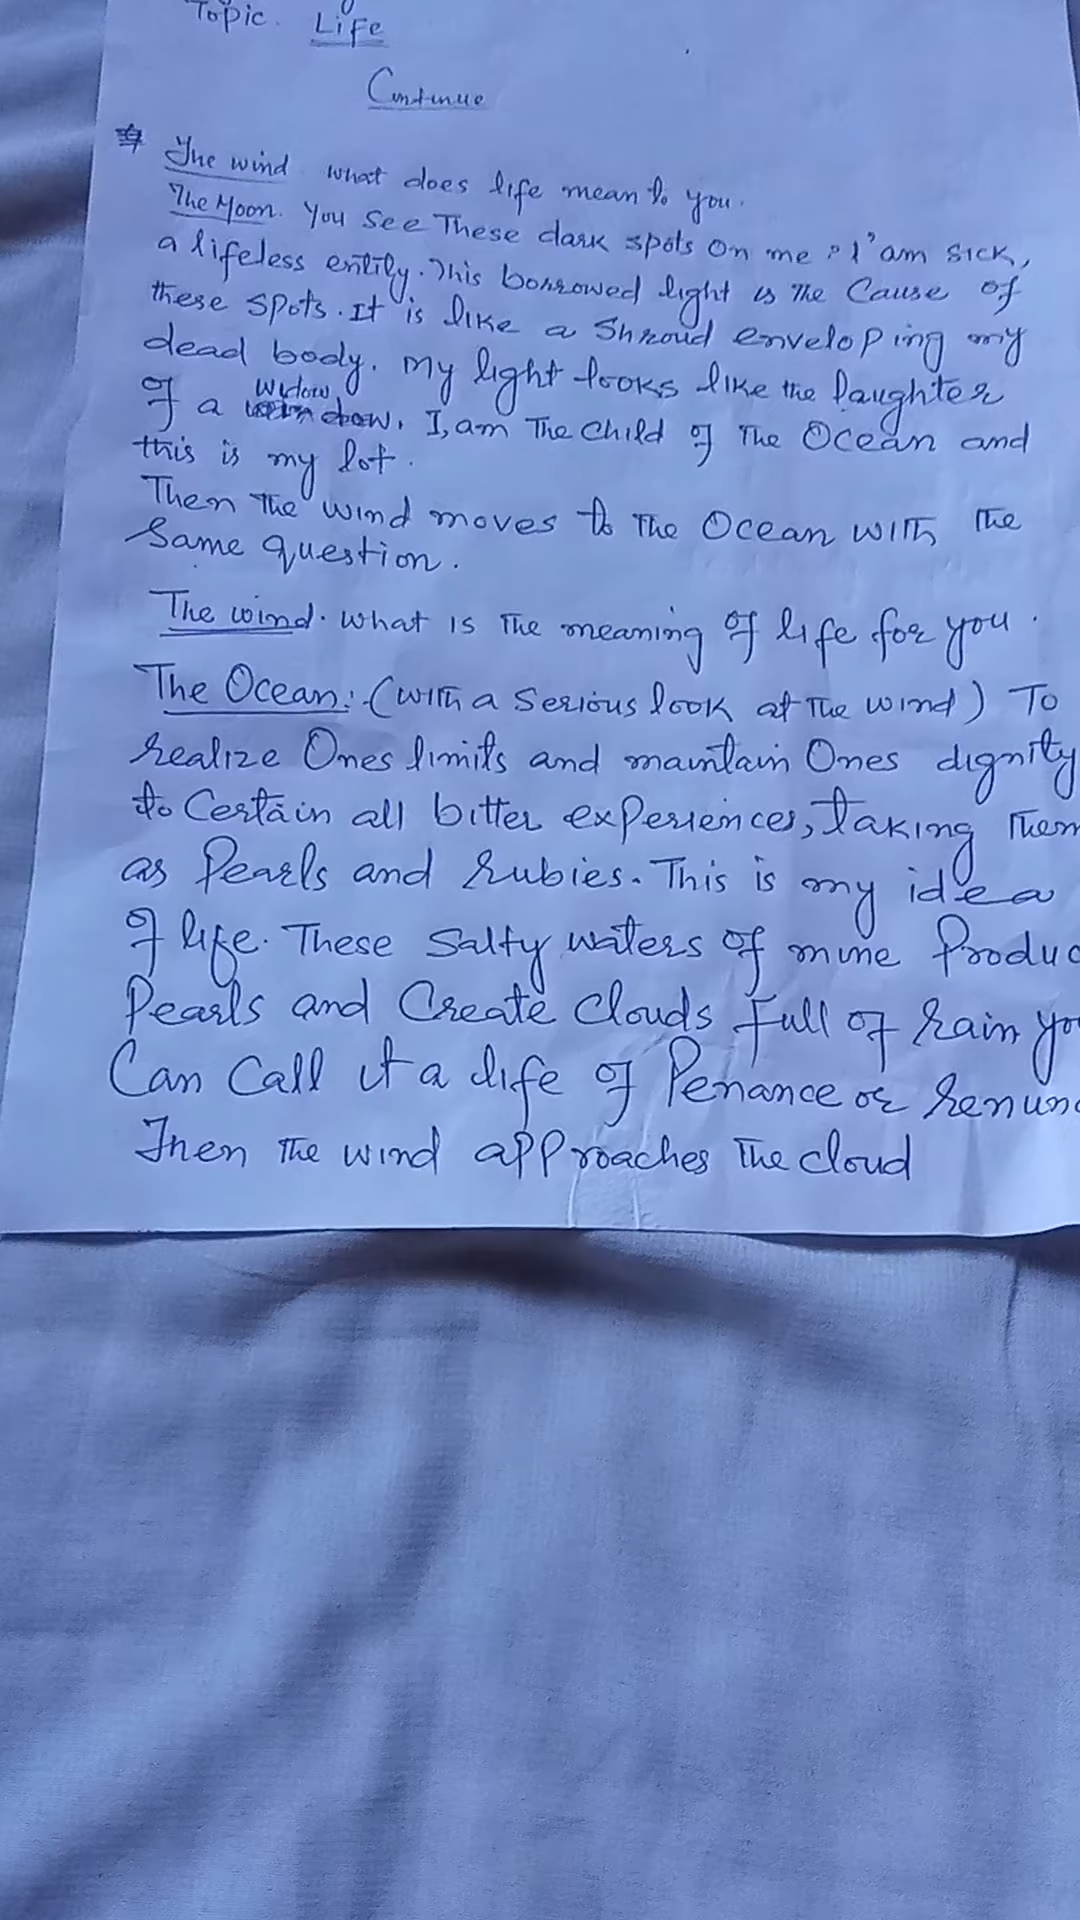 Topic. Life
Continue
The wind what does life mean to you.
The Moon. You see These dark spots on me? I'am sick,
a lifeless entity. This borrowed light is The Cause of
these spots. It is like a Shroud enveloping my
dead body. My light looks like the laughter
widow
of a I, am The Child of The Ocean and
this is my lot.
Then The wind moves to The Ocean with The
Same question.
The wind. What is The meaning of life for you.
The Ocean: (with a Serious look at The wind) To
realize Ones limits and maintain Ones dignity
to Certain all bitter experiences, taking Them
as Pearls and rubies. This is my idea
of life. These Salty waters of mine Produc
Pearls and Create Clouds full of rain you
Can Call it a life of Penance or renunc
Then The wind approaches The cloud